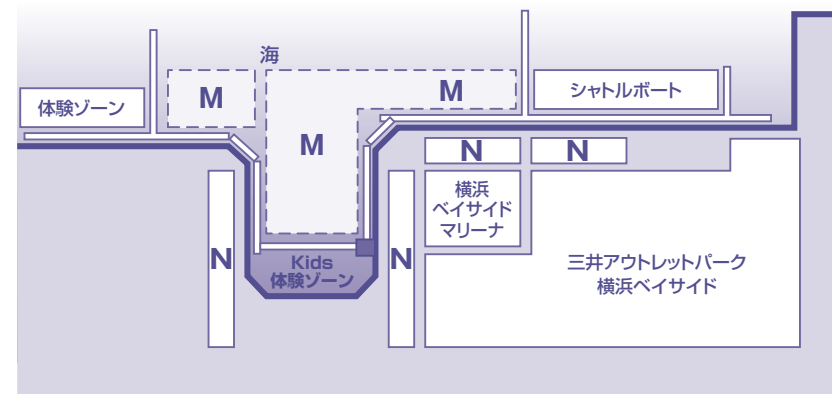 海
体験ゾーン
M
M
シャトルボート
M
N
N
横浜
ベイサイド
マリーナ
N
Kids
体験ゾーン
N
三井アウトレットパーク
横浜ベイサイド